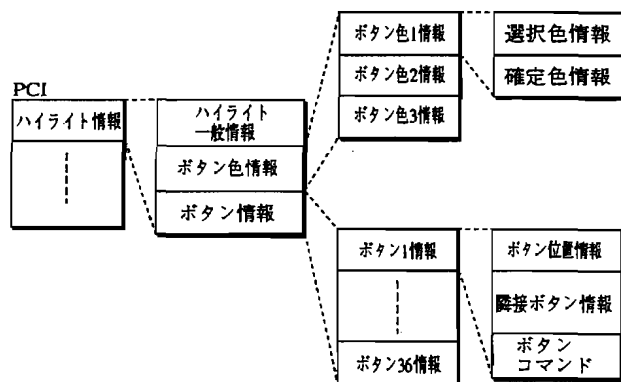 PCI
ハイライト情報
ハイライト
一般情報
ボタン色情報
ボタン情報
ボタン色1情報
ボタン色2情報
ボタン色3情報
選択色情報
確定色情報
ボタン1情報
ボタン36情報
ボタン位置情報
隣接ボタン情報
ボタン
コマンド